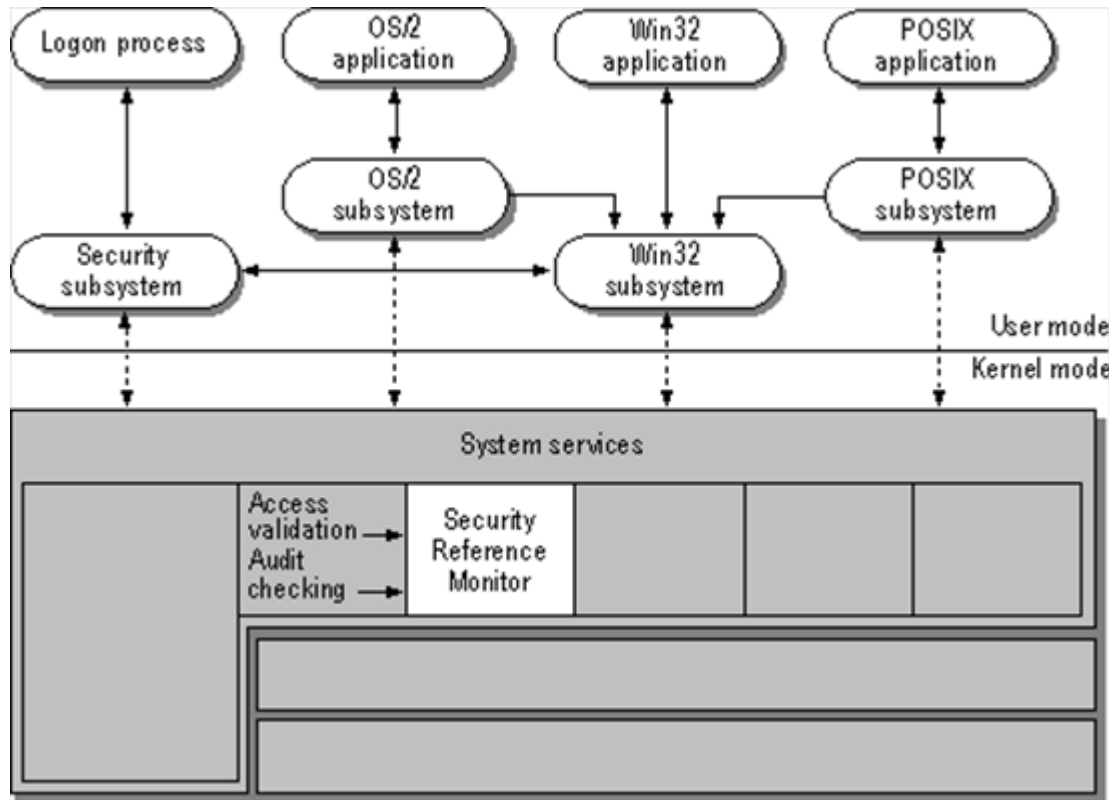 Logon process
OS/2
application
Win32
application
POSIX
application
OS/2
subsystem
POSIX
subsystem
Security
subsystem
Win32
subsystem
User mode
Kernel mode
System services
Access
validation
Audit
checking
Security
Reference
Monitor